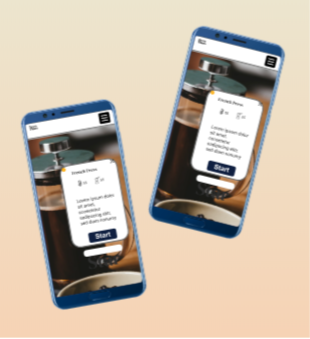 French Press
Lorem ipsum dolor
sit amet,
consectetur
sadipscing elitr,
sed diam nonumy
Start
French Press
Lorem ipsum dolor
sit amet,
consectetur
sadipscing elitr,
sed diam nonumy
Start